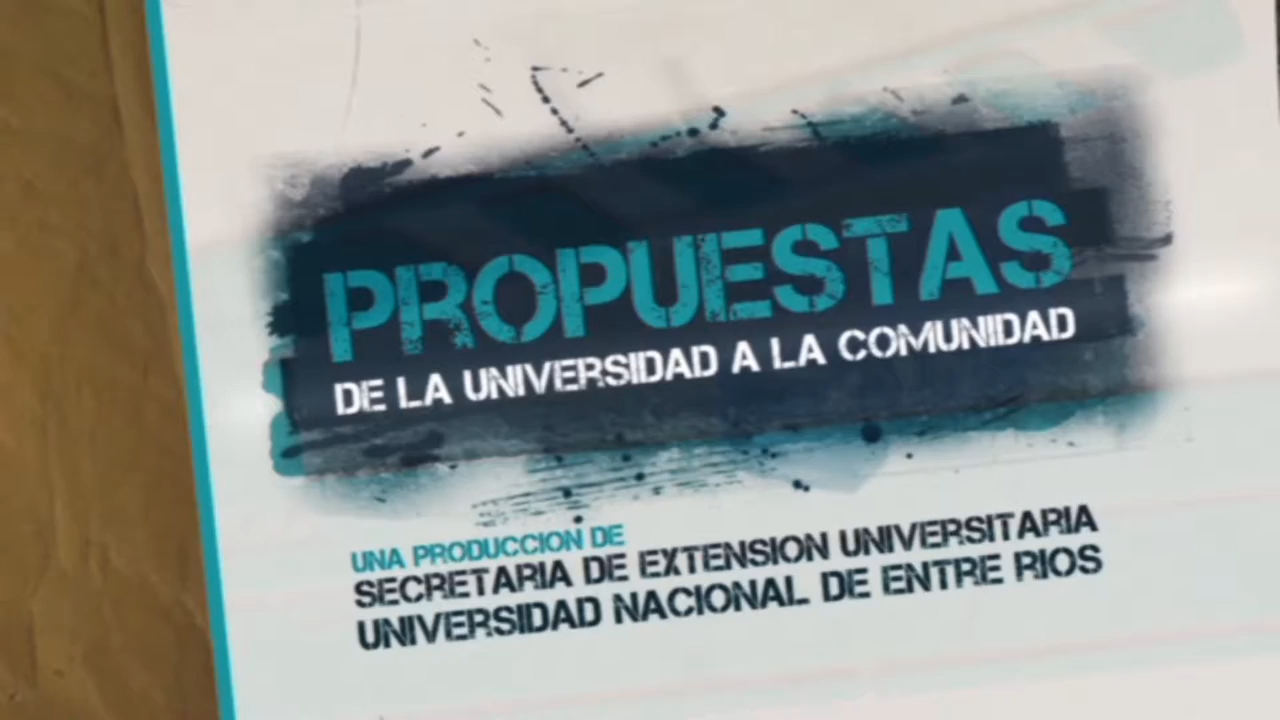 PROPUESTAS
DE LA UNIVERSIDAD A LA COMUNIDAD
UNA PRODUCCION DE
SECRETARIA DE EXTENSION UNIVERSITARIA
UNIVERSIDAD NACIONAL DE ENTRE RIOS